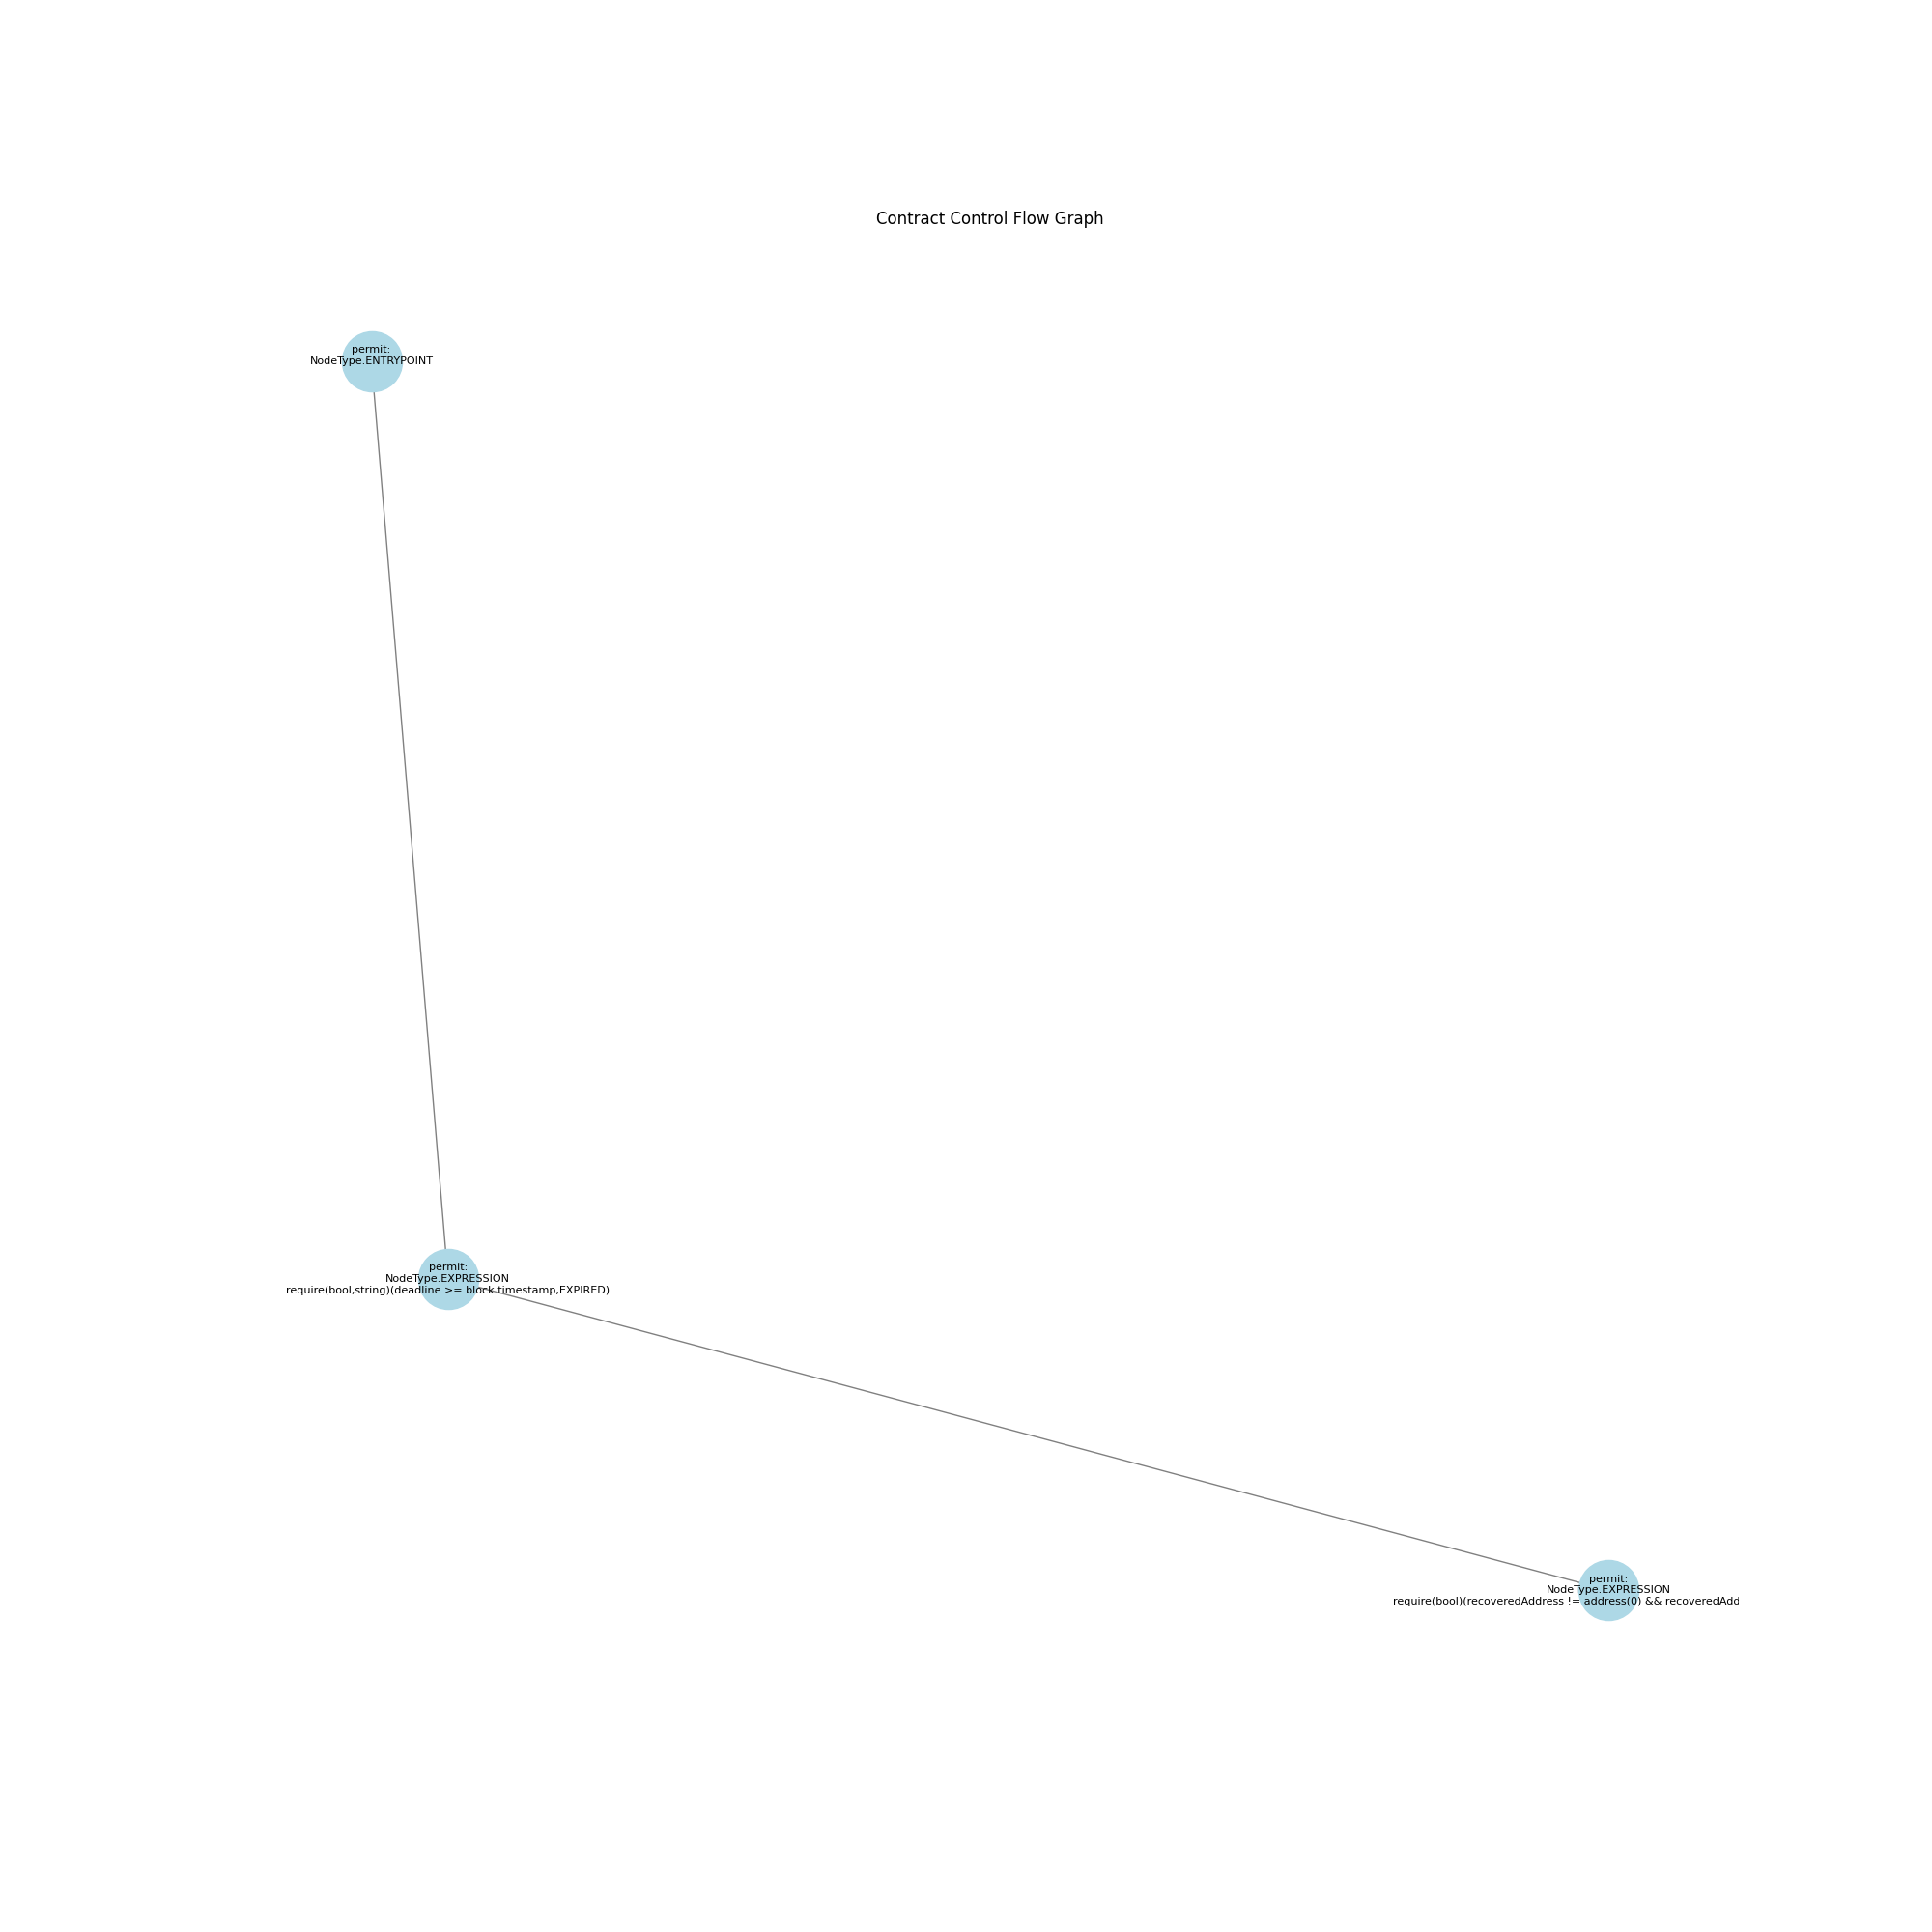 Contract Control Flow Graph
permit:
NodeType.ENTRYPOINT
permit:
NodeType.EXPRESSION
require(bool,string)(deadline >= block.timestamp,EXPIRED)
permit:
NodeType.EXPRESSION
require(bool)(recoveredAddress != address(0) && recoveredAdd